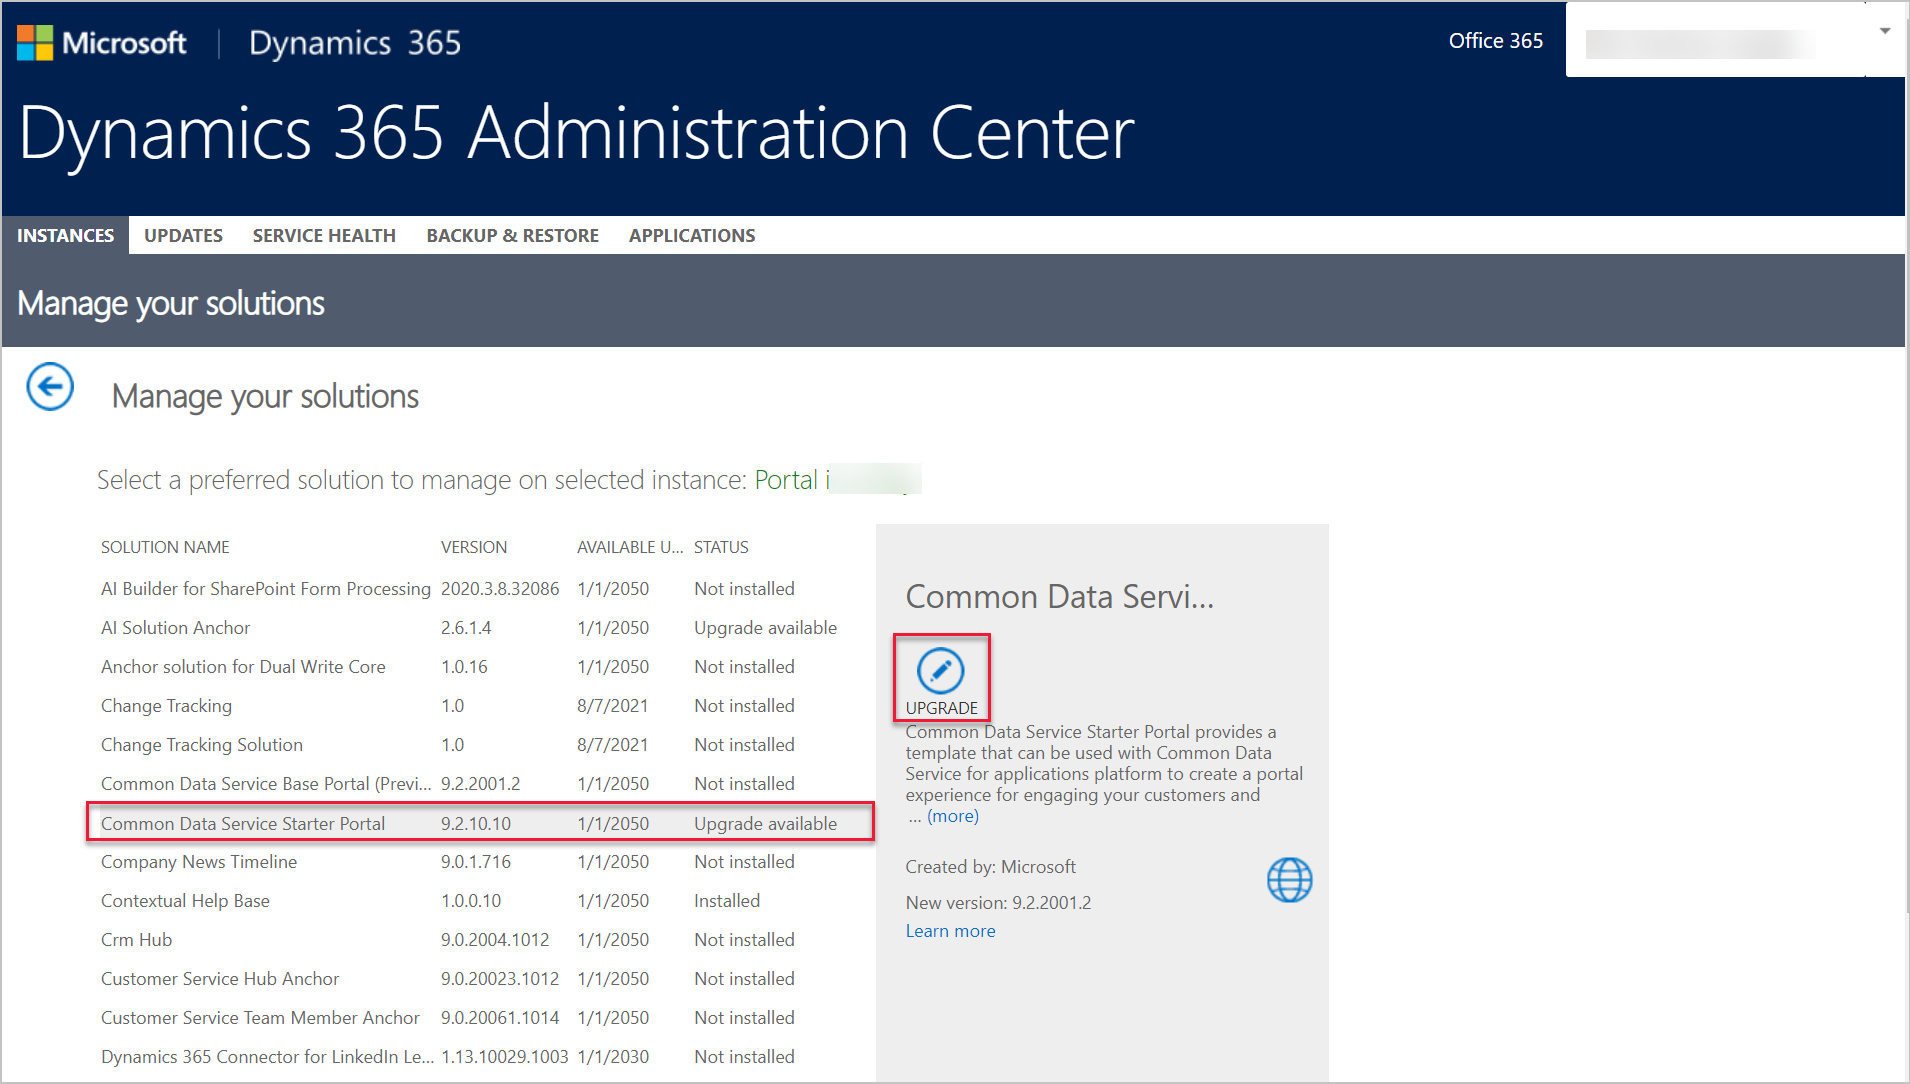 Microsoft | Dynamics 365
Office 365
Dynamics 365 Administration Center
INSTANCES UPDATES SERVICE HEALTH BACKUP & RESTORE APPLICATIONS
Manage your solutions
Manage your solutions
Select a preferred solution to manage on selected instance: Portal i
SOLUTION NAME VERSION AVAILABLE U... STATUS
AI Builder for SharePoint Form Processing 2020.3.8.32086 1/1/2050 Not installed
AI Solution Anchor 2.6.1.4 1/1/2050 Upgrade available
Anchor solution for Dual Write Core 1.0.16 1/1/2050 Not installed
Change Tracking 1.0 8/7/2021 Not installed
Change Tracking Solution 1.0 8/7/2021 Not installed
Common Data Service Base Portal (Previ... 9.2.2001.2 1/1/2050 Not installed
Common Data Service Starter Portal 9.2.10.10 1/1/2050 Upgrade available
Company News Timeline 9.0.1.716 1/1/2050 Not installed
Contextual Help Base 1.0.0.10 1/1/2050 Installed
Crm Hub 9.0.2004.1012 1/1/2050 Not installed
Customer Service Hub Anchor 9.0.20023.1012 1/1/2050 Not installed
Customer Service Team Member Anchor 9.0.20061.1014 1/1/2050 Not installed
Dynamics 365 Connector for LinkedIn Le... 1.13.10029.1003 1/1/2030 Not installed
Common Data Servi...
UPGRADE
Common Data Service Starter Portal provides a
template that can be used with Common Data
Service for applications platform to create a portal
experience for engaging your customers and
... (more)
Created by: Microsoft
New version: 9.2.2001.2
Learn more